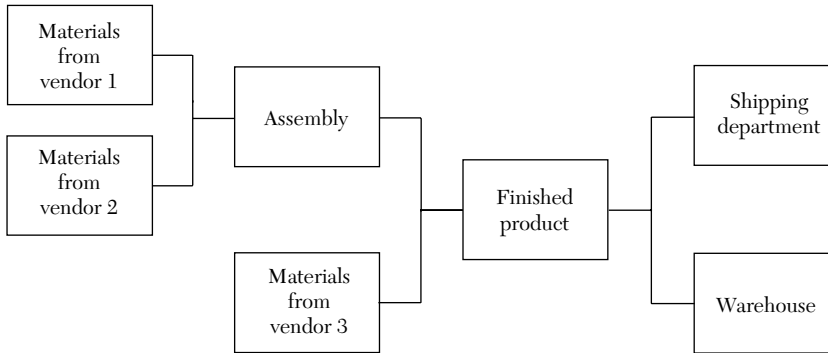 Materials
from
vendor 1
Materials
from
vendor 2
Assembly
Materials
from
vendor 3
Finished
product
Shipping
department
Warehouse